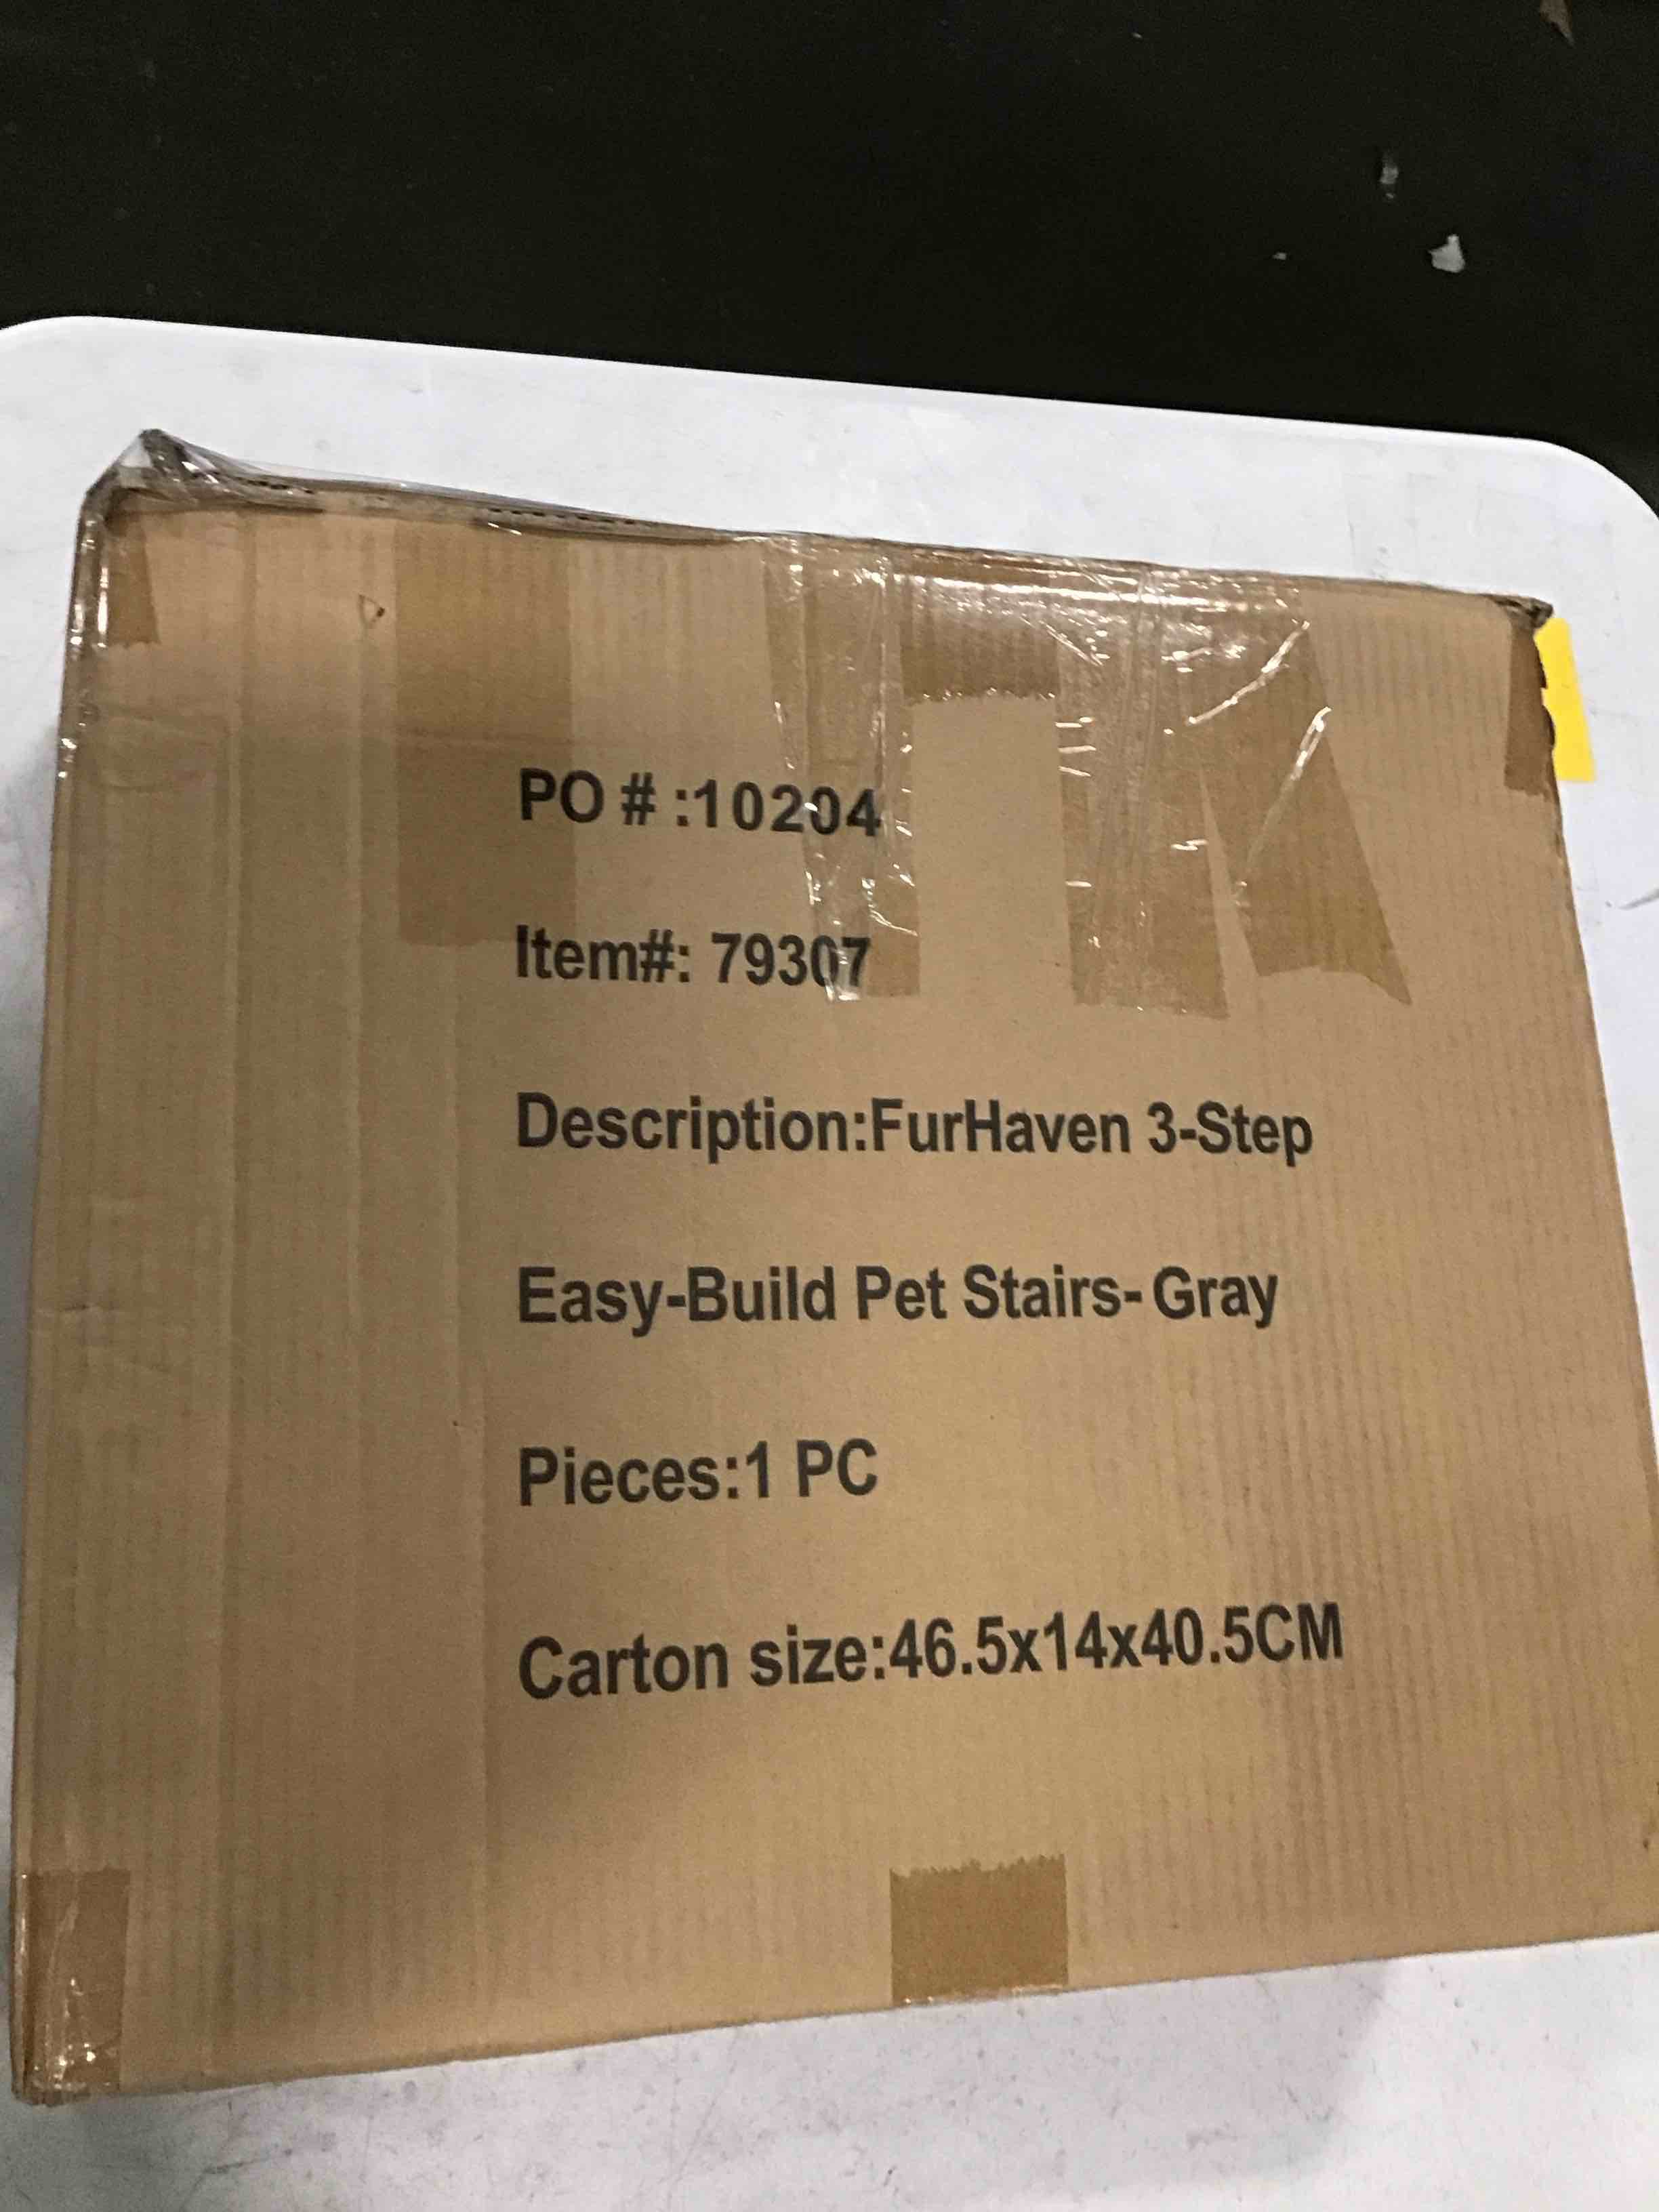 PO # :10204
Item#: 79307
Description:FurHaven 3-Step
Easy-Build Pet Stairs- Gray
Pieces:1 PC
Carton size:46.5x14x40.5CM